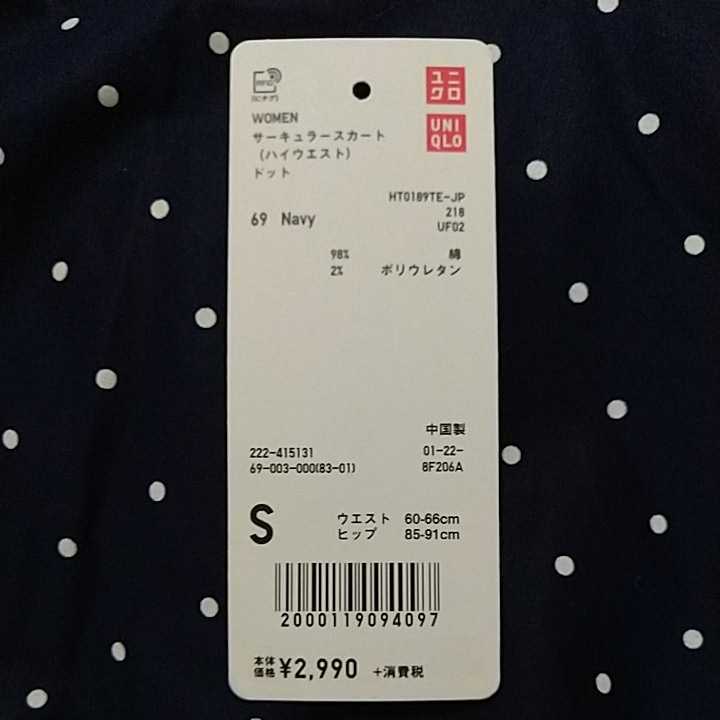 RFID
(ICタグ)
ユニ
クロ
UNI
QLO
WOMEN
サーキュラースカート
(ハイウエスト)
ドット
HT0189TE-JP
69 Navy
218
UF02
98% 綿
2% ポリウレタン
中国製
222-415131 01-22-
69-003-000(83-01) 8F206A
S
ウエスト 60-66cm
ヒップ 85-91cm
2000119094097
本体価格 ¥2,990 +消費税